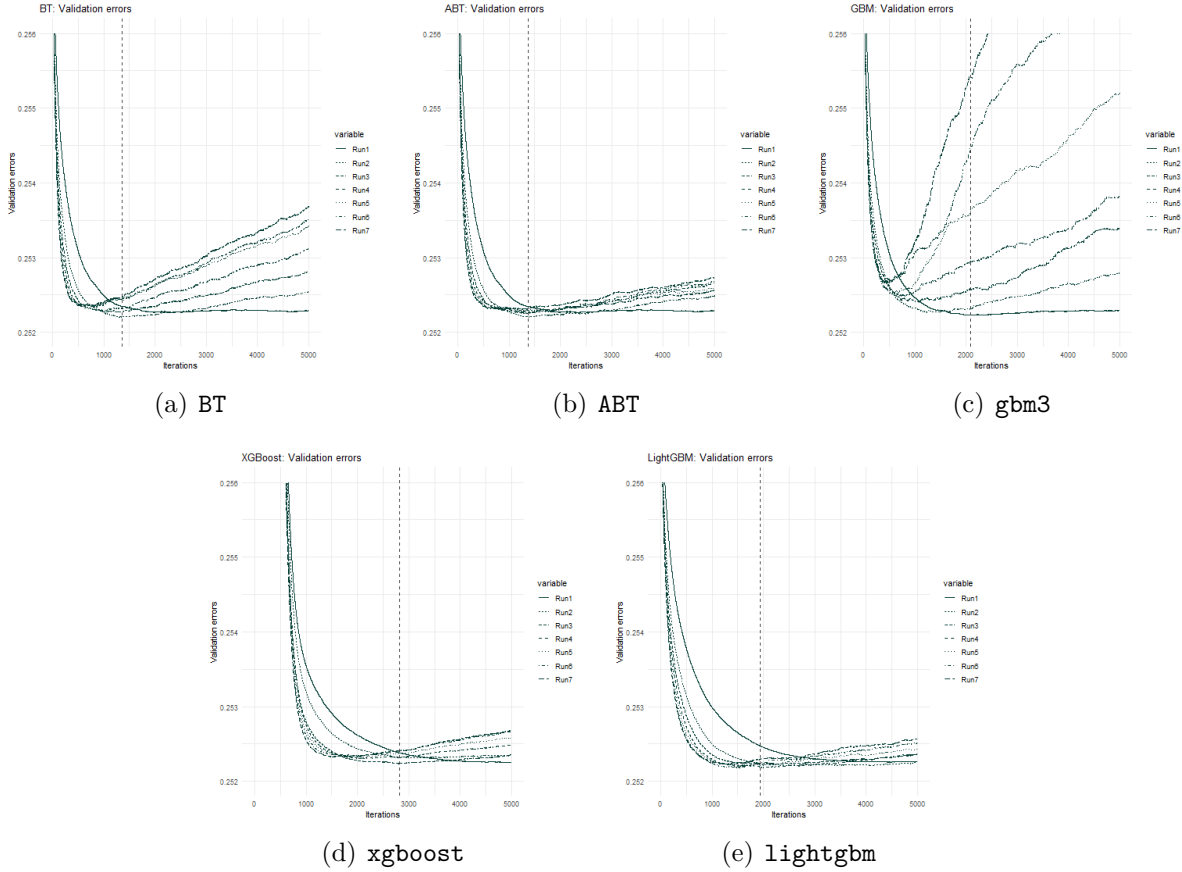 BT: Validation errors
0.256
0.255
0.254
0.253
0.252
Validation errors
0
1000
2000
3000
4000
5000
Iterations
variable
Run1
Run2
Run3
Run4
Run5
Run6
Run7
(a) BT
ABT: Validation errors
0.256
0.255
0.254
0.253
0.252
Validation errors
0
1000
2000
3000
4000
5000
Iterations
variable
Run1
Run2
Run3
Run4
Run5
Run6
Run7
(b) ABT
GBM: Validation errors
0.256
0.255
0.254
0.253
0.252
Validation errors
0
1000
2000
3000
4000
5000
Iterations
variable
Run1
Run2
Run3
Run4
Run5
Run6
Run7
(c) gbm3
XGBoost: Validation errors
0.256
0.255
0.254
0.253
0.252
Validation errors
0
1000
2000
3000
4000
5000
Iterations
variable
Run1
Run2
Run3
Run4
Run5
Run6
Run7
(d) xgboost
LightGBM: Validation errors
0.256
0.255
0.254
0.253
0.252
Validation errors
0
1000
2000
3000
4000
5000
Iterations
variable
Run1
Run2
Run3
Run4
Run5
Run6
Run7
(e) lightgbm